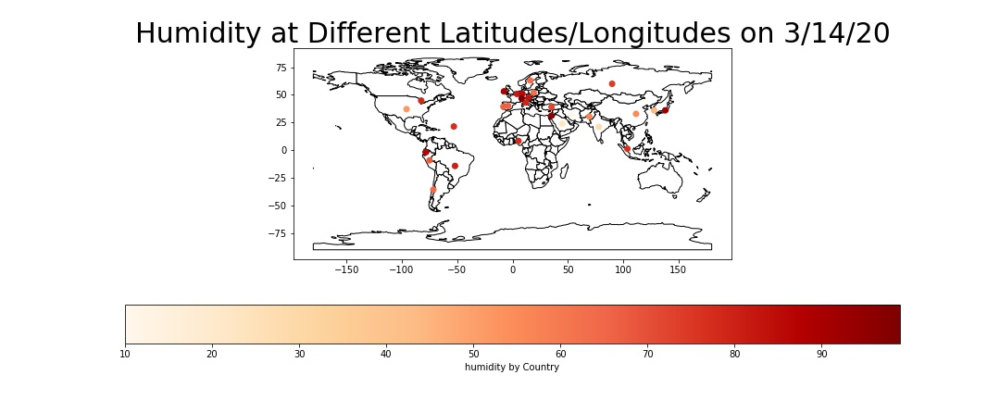 Humidity at Different Latitudes/Longitudes on 3/14/20
75
50
25
0
−25
−50
−75
−150 −100 −50 0 50 100 150
10 20 30 40 50 60 70 80 90
humidity by Country